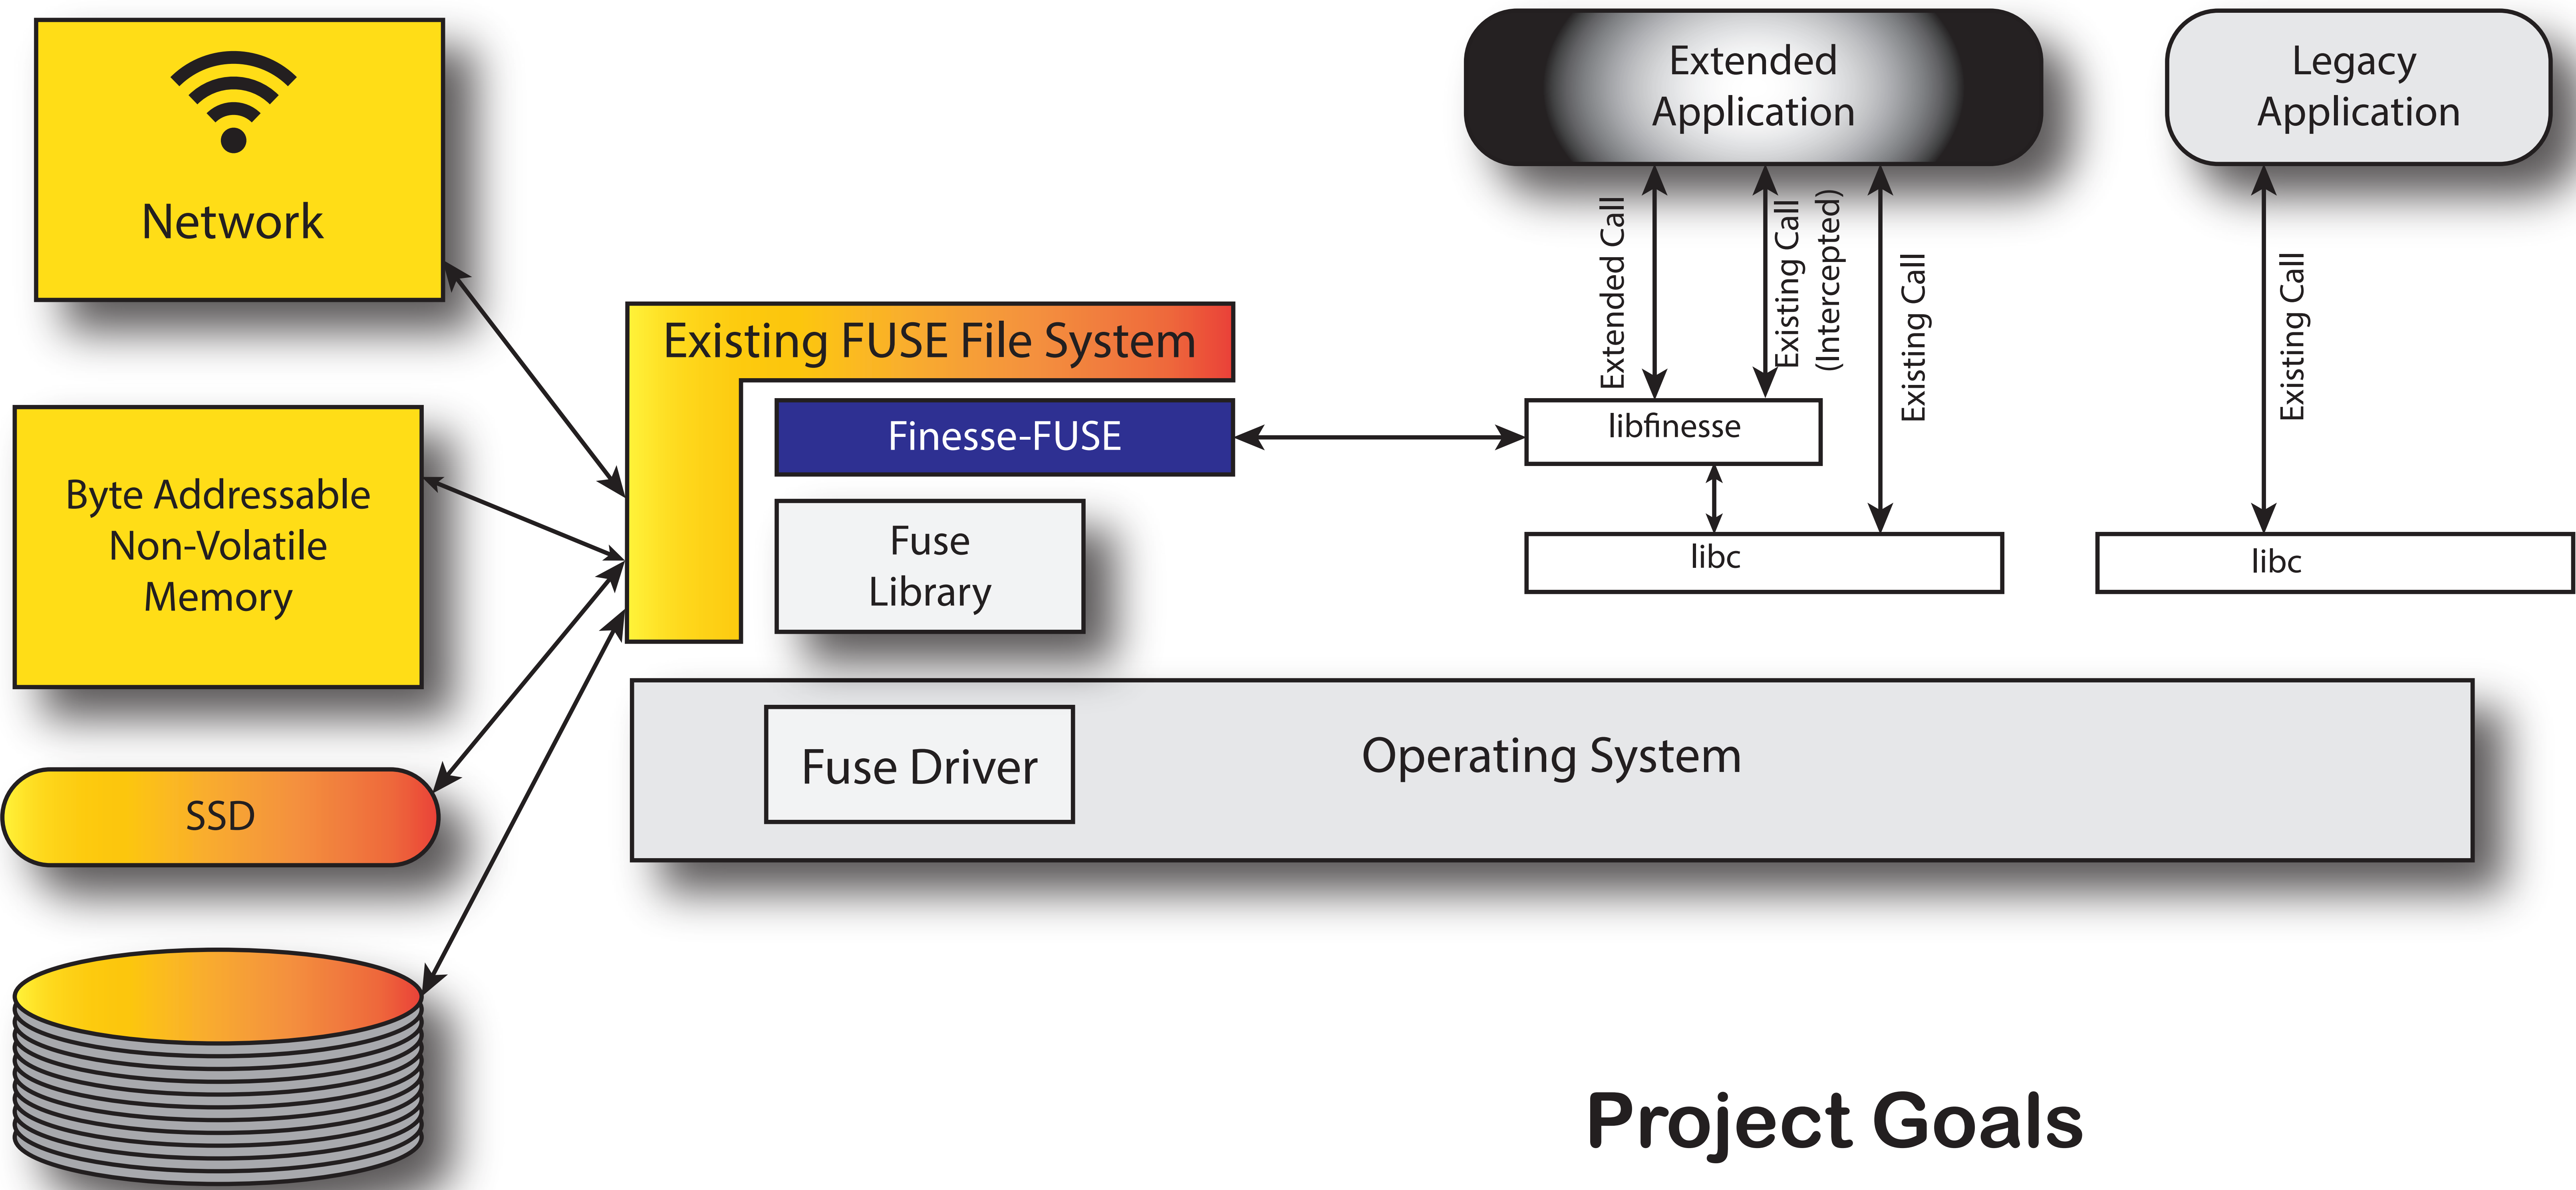 Network
Byte Addressable
Non-Volatile
Memory
SSD
Existing FUSE File System
Finesse-FUSE
Fuse
Library
Fuse Driver
Operating System
Extended
Application
Extended Call
Existing Call
(Intercepted)
Existing Call
libfinesse
libc
Legacy
Application
Existing Call
libc
Project Goals